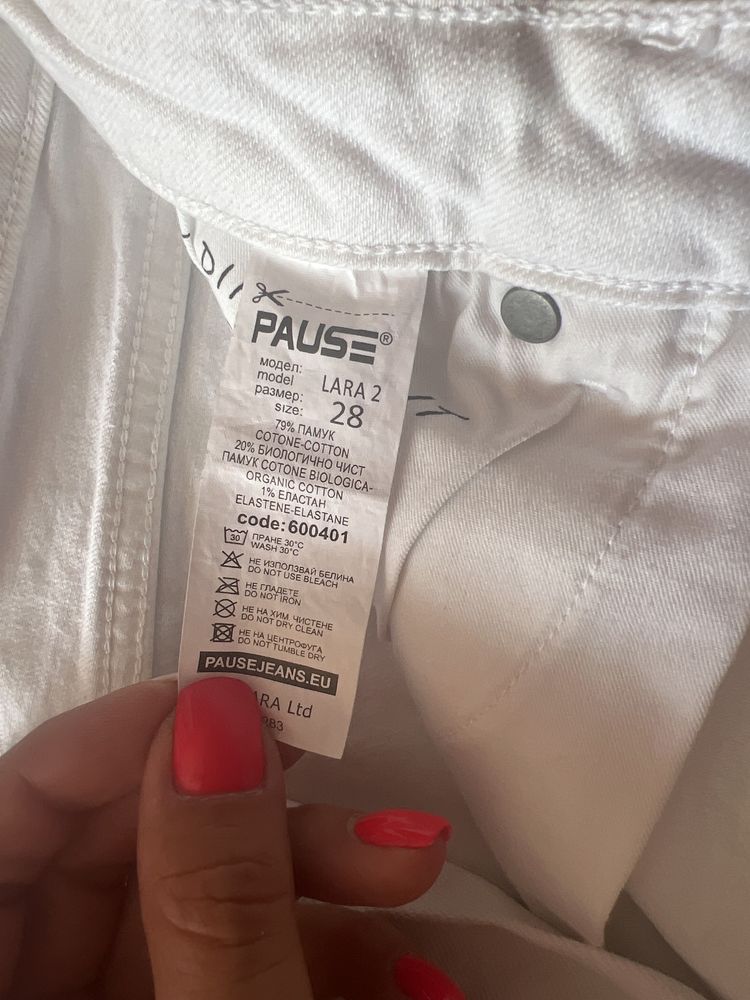 PAUSE®
модел:
model LARA 2
размер:
size: 28
79% ПАМУК
COTONE-COTTON
20% БИОЛОГИЧНО ЧИСТ
ПАМУК COTONE BIOLOGICA-
ORGANIC COTTON
1% ЕЛАСТАН
ELASTENE-ELASTANE
code:600401
30 ПРАНЕ 30°C
WASH 30°C
НЕ ИЗПОЛЗВАЙ БЕЛИНА
DO NOT USE BLEACH
НЕ ГЛАДЕТЕ
DO NOT IRON
НЕ НА ХИМ. ЧИСТЕНЕ
DO NOT DRY CLEAN
НЕ НА ЦЕНТРОФУГА
DO NOT TUMBLE DRY
PAUSEJEANS.EU
Ltd